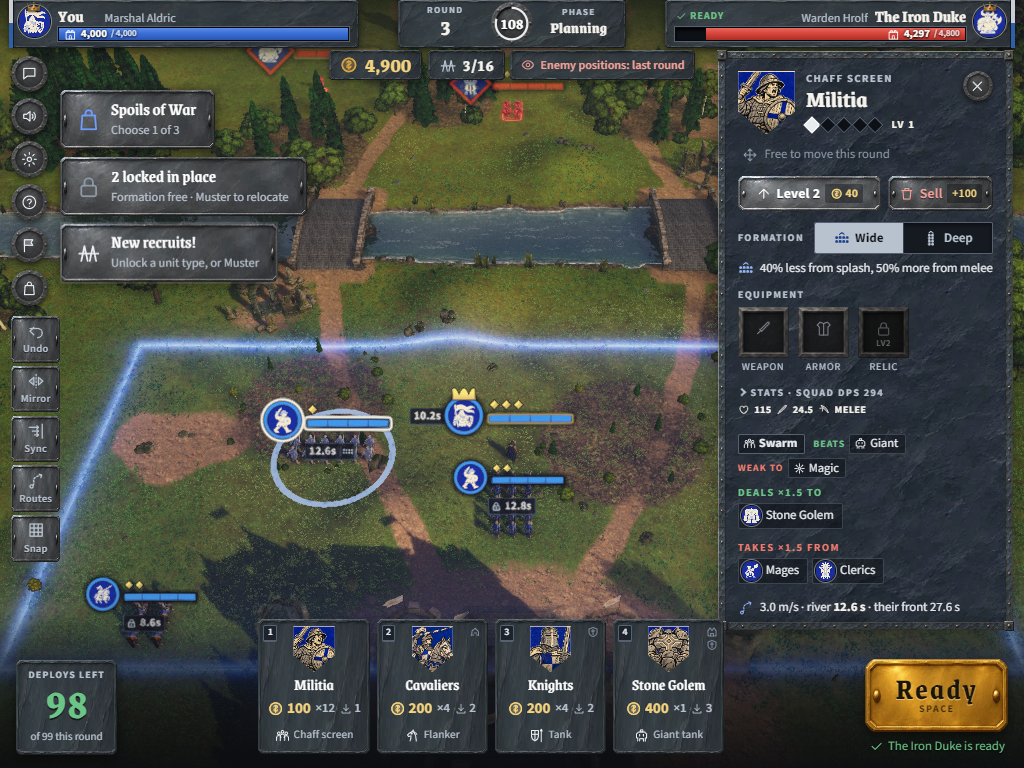 You
Marshal Aldric
4,000 / 4,000
ROUND
3
108
PHASE
Planning
READY
Warden Hrolf The Iron Duke
4,297 / 4,800
4,900
3/16
Enemy positions: last round
Spoils of War
Choose 1 of 3
2 locked in place
Formation free · Muster to relocate
New recruits!
Unlock a unit type, or Muster
Undo
Mirror
Sync
Routes
Snap
12.6s
10.2s
12.8s
8.6s
CHAFF SCREEN
Militia
LV 1
Free to move this round
Level 2 40
Sell +100
FORMATION
Wide
Deep
40% less from splash, 50% more from melee
EQUIPMENT
LV2
WEAPON
ARMOR
RELIC
STATS · SQUAD DPS 294
115 24.5 MELEE
Swarm BEATS Giant
WEAK TO Magic
DEALS ×1.5 TO
Stone Golem
TAKES ×1.5 FROM
Mages
Clerics
3.0 m/s · river 12.6 s · their front 27.6 s
DEPLOYS LEFT
98
of 99 this round
1
Militia
100 ×12 1
Chaff screen
2
Cavaliers
200 ×4 2
Flanker
3
Knights
200 ×4 2
Tank
4
Stone Golem
400 ×1 3
Giant tank
Ready
SPACE
The Iron Duke is ready